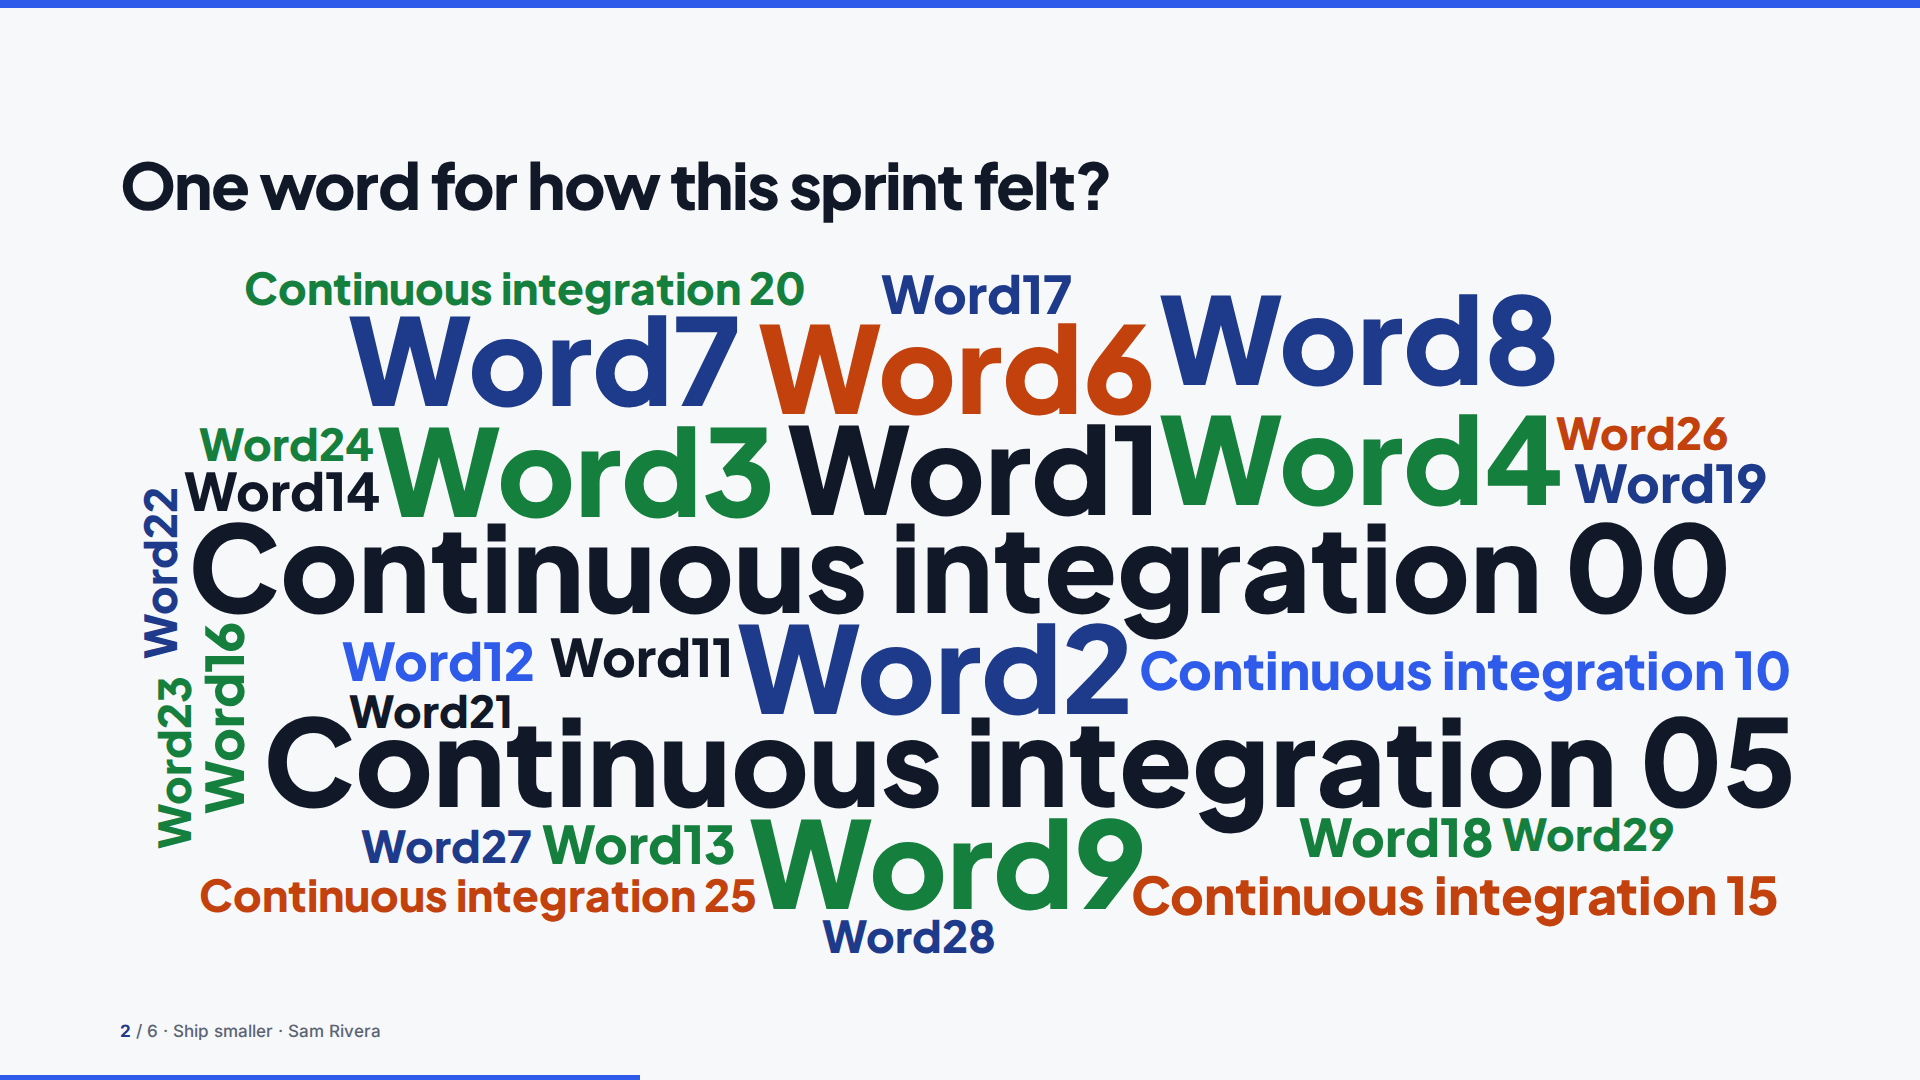 One word for how this sprint felt?
Continuous integration 20
Word17
Word7
Word6
Word8
Word24
Word3
Word1
Word4
Word26
Word14
Word19
Word22
Continuous integration 00
Word16
Word12
Word11
Word2
Continuous integration 10
Word23
Word21
Continuous integration 05
Word27
Word13
Word9
Word18
Word29
Continuous integration 25
Continuous integration 15
Word28
2 / 6 · Ship smaller · Sam Rivera